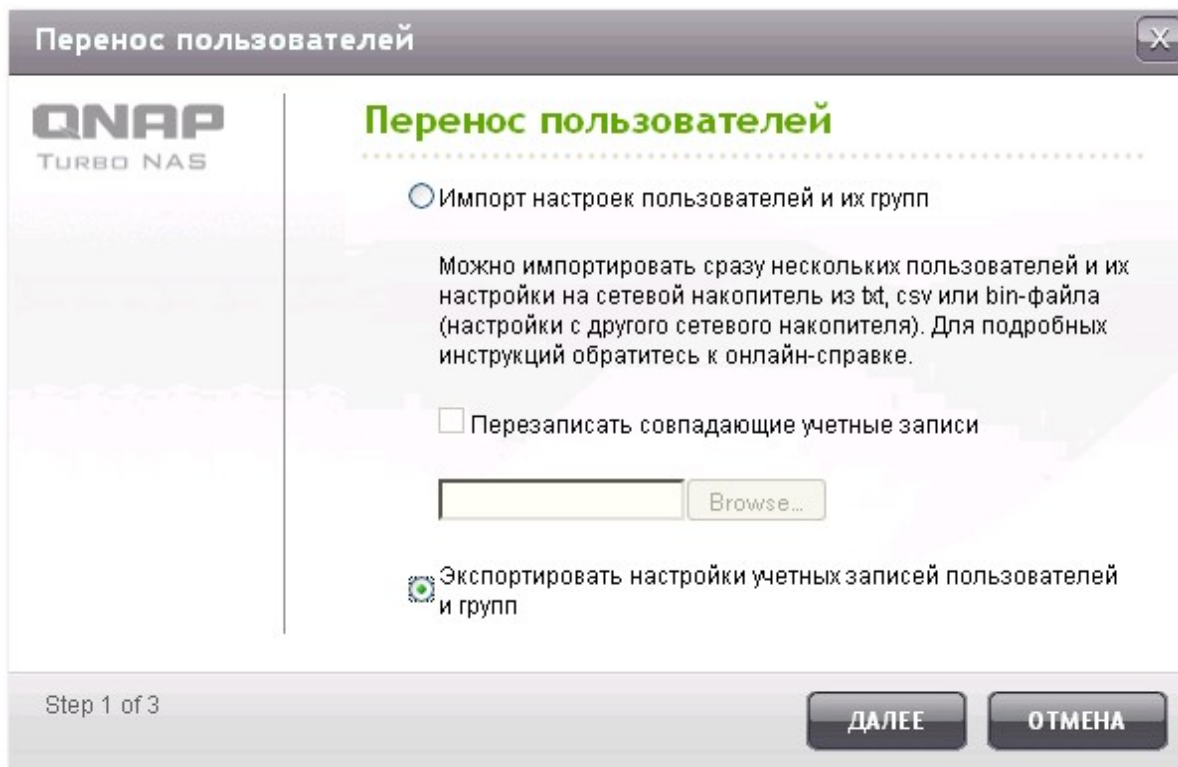 Перенос пользователей
X
QNAP
TURBO NAS
Перенос пользователей
Импорт настроек пользователей и их групп
Можно импортировать сразу нескольких пользователей и их
настройки на сетевой накопитель из txt, csv или bin-файла
(настройки с другого сетевого накопителя). Для подробных
инструкций обратитесь к онлайн-справке.
Перезаписать совпадающие учетные записи
Browse...
Экспортировать настройки учетных записей пользователей
и групп
Step 1 of 3
ДАЛЕЕ
ОТМЕНА